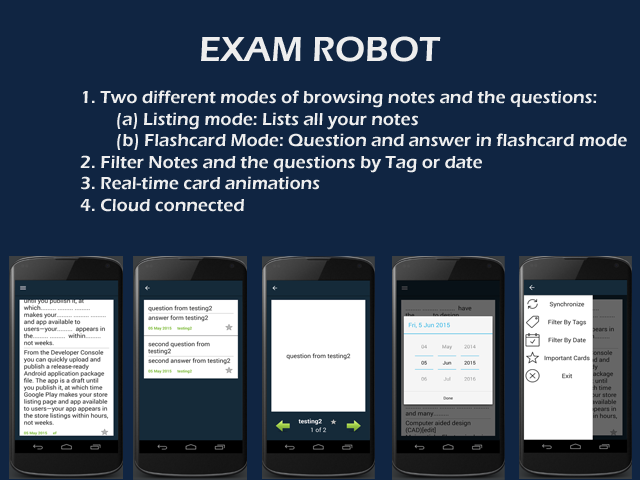 EXAM ROBOT
1. Two different modes of browsing notes and the questions:
(a) Listing mode: Lists all your notes
(b) Flashcard Mode: Question and answer in flashcard mode
2. Filter Notes and the questions by Tag or date
3. Real-time card animations
4. Cloud connected
until you publish it, at
which........... ...........
makes your.......... ........
and app available to
users—your........ appears in
the........ ........ within...........
not weeks.
From the Developer Console
you can quickly upload and
publish a release-ready
Android application package
file. The app is a draft until
you publish it, at which time
Google Play makes your store
listing page and app available
to users—your app appears in
the store listings within hours,
not weeks.
question from testing2
answer form testing2
05 May 2015 testing2
second question from
testing2
second answer from testing2
05 May 2015 testing2
question from testing2
testing2
1 of 2
have
Fri, 5 Jun 2015
04 May 2014
05 Jun 2015
06 Jul 2016
Done
and many ......
Computer aided design
(CAD)[edit]
Synchronize
Filter By Tags
Filter By Date
Important Cards
Exit